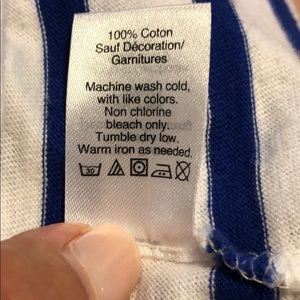 100% Coton
Sauf Décoration/
Garnitures
Machine wash cold,
with like colors.
Non chlorine
bleach only.
Tumble dry low.
Warm iron as needed.
30